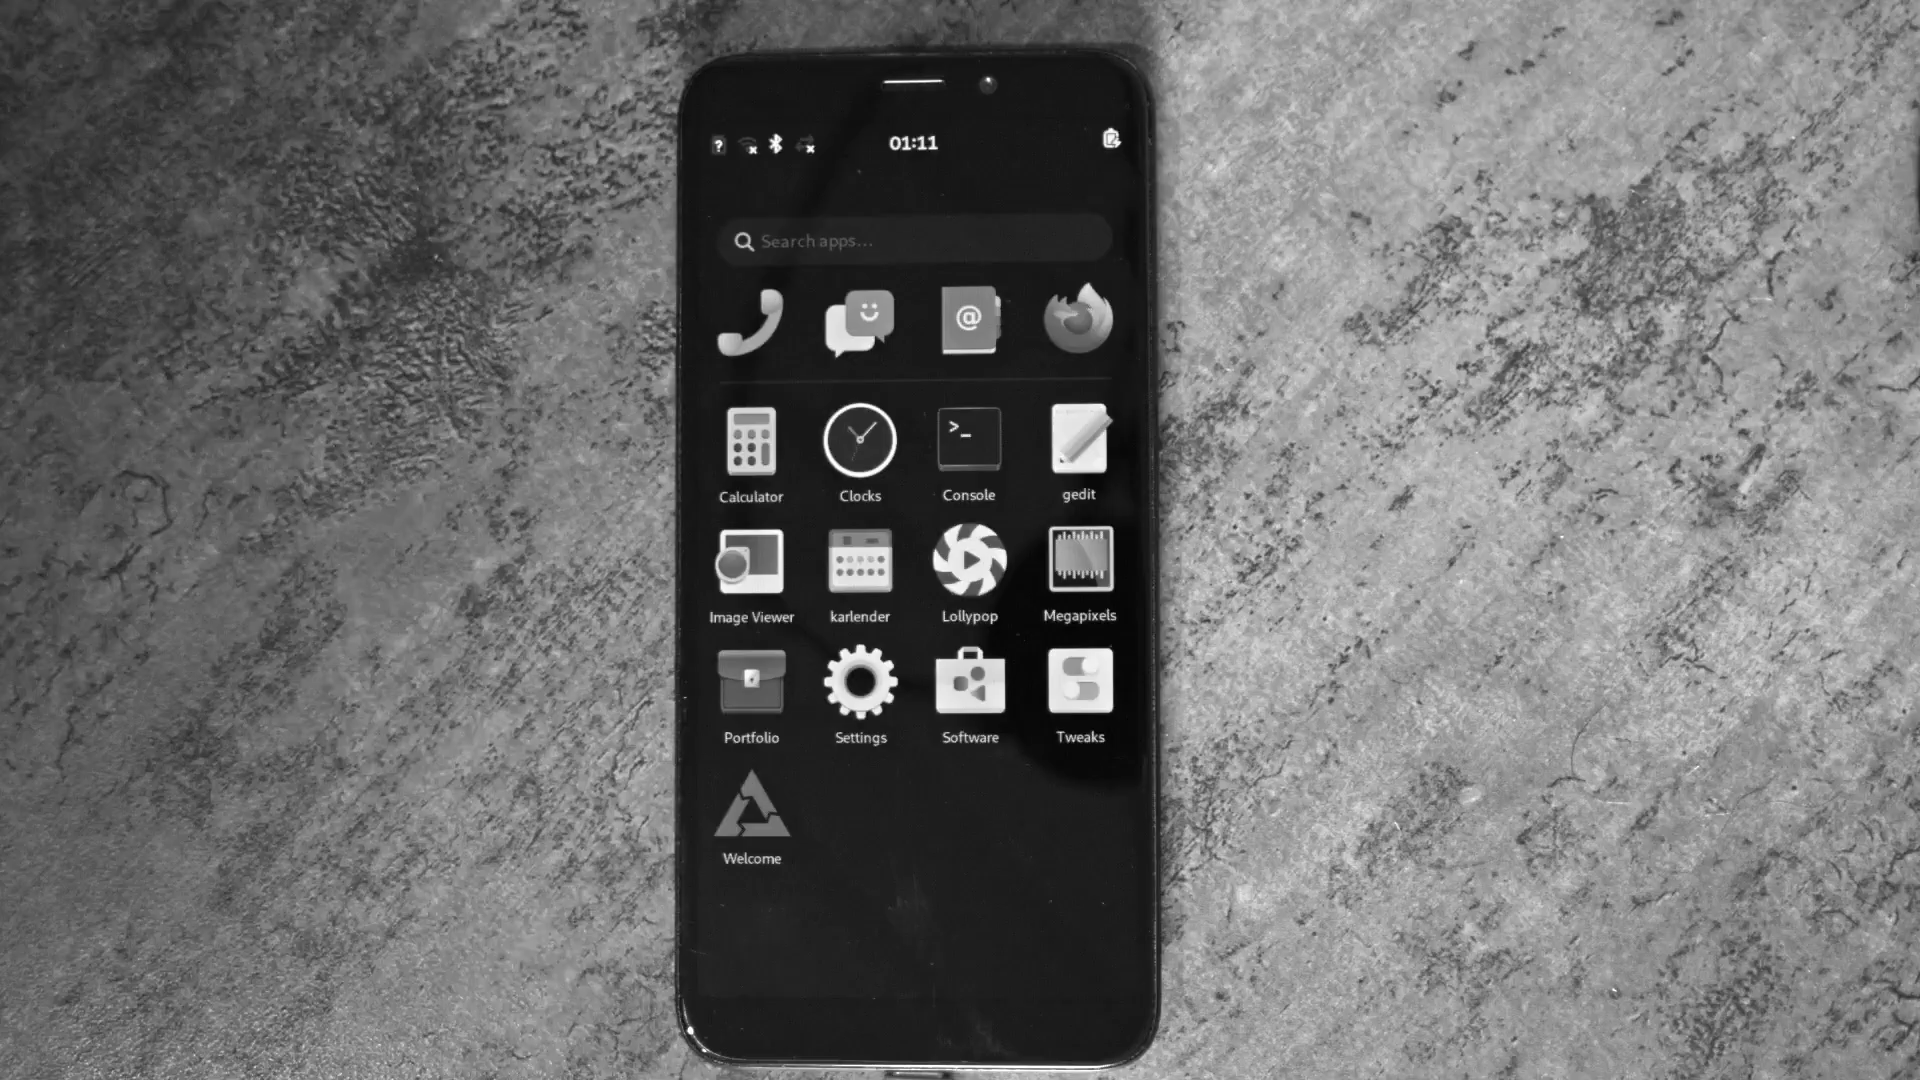 01:11
Search apps...
@
>_
Calculator Clocks Console gedit
Image Viewer karlender Lollypop Megapixels
Portfolio Settings Software Tweaks
Welcome